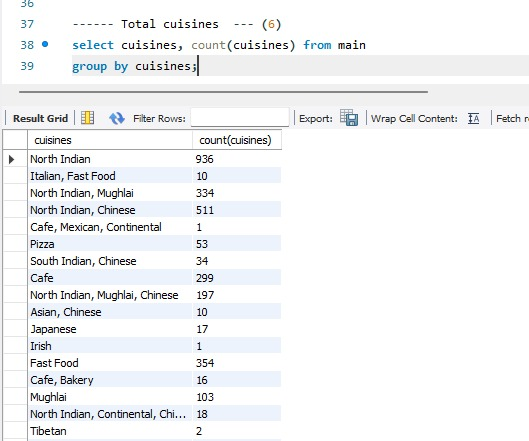 36
37 ------ Total cuisines --- (6)
38 select cuisines, count(cuisines) from main
39 group by cuisines;
Result Grid Filter Rows: Export: Wrap Cell Content: Fetch r
cuisines count(cuisines)
North Indian 936
Italian, Fast Food 10
North Indian, Mughlai 334
North Indian, Chinese 511
Cafe, Mexican, Continental 1
Pizza 53
South Indian, Chinese 34
Cafe 299
North Indian, Mughlai, Chinese 197
Asian, Chinese 10
Japanese 17
Irish 1
Fast Food 354
Cafe, Bakery 16
Mughlai 103
North Indian, Continental, Chi... 18
Tibetan 2